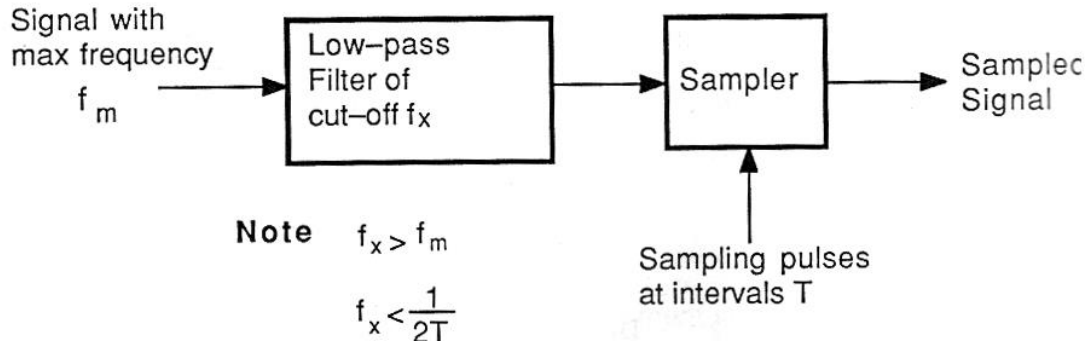 Signal with
max frequency
f m
Low–pass
Filter of
cut–off fx
Sampler
Sampled
Signal
Note fx > fm
fx < 1/2T
Sampling pulses
at intervals T